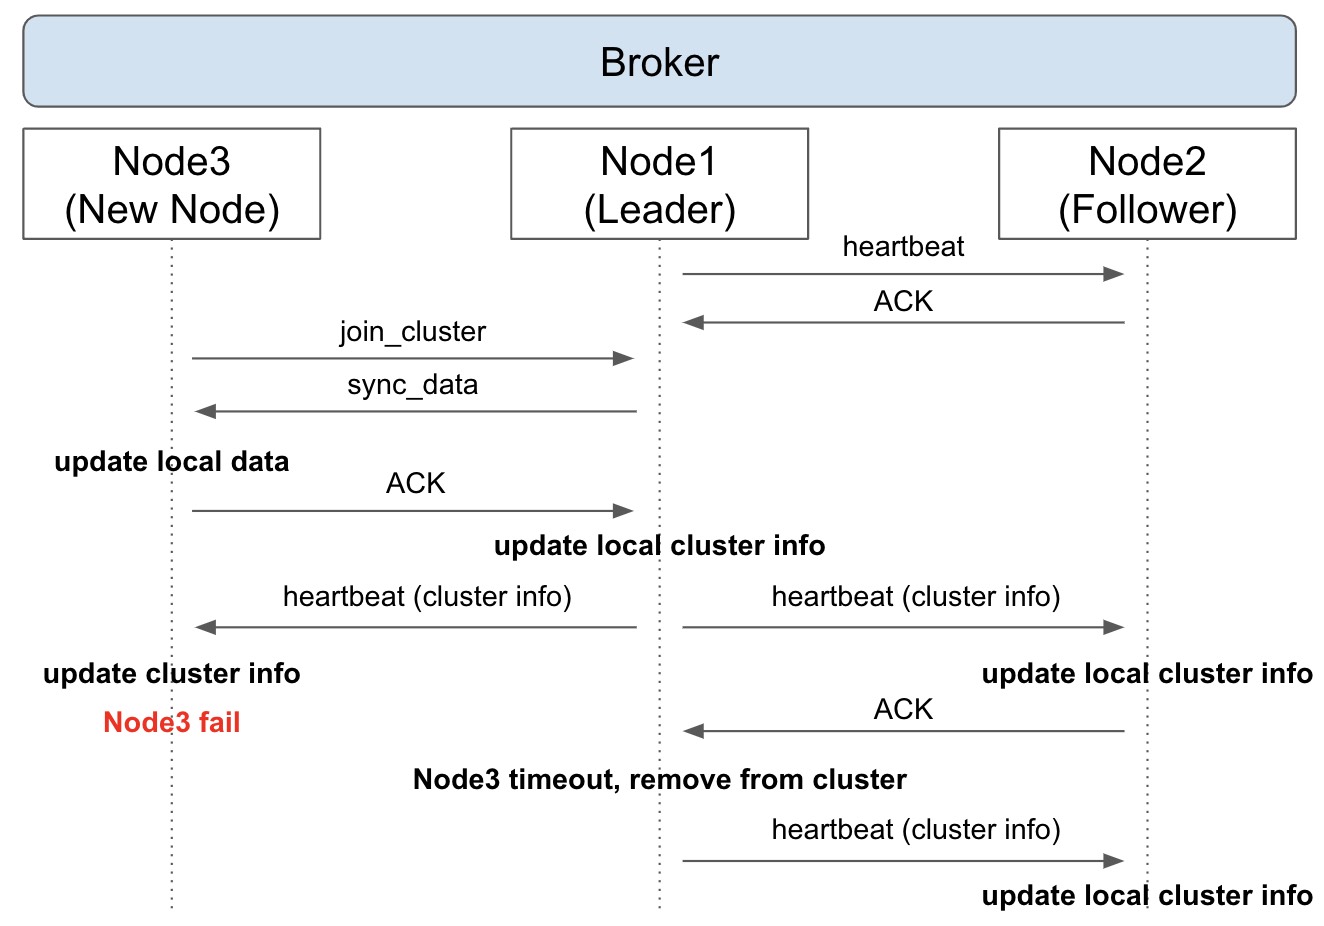 Broker
Node3
(New Node)
Node1
(Leader)
Node2
(Follower)
heartbeat
ACK
join_cluster
sync_data
update local data
ACK
update local cluster info
heartbeat (cluster info)
heartbeat (cluster info)
update cluster info
update local cluster info
Node3 fail
ACK
Node3 timeout, remove from cluster
heartbeat (cluster info)
update local cluster info